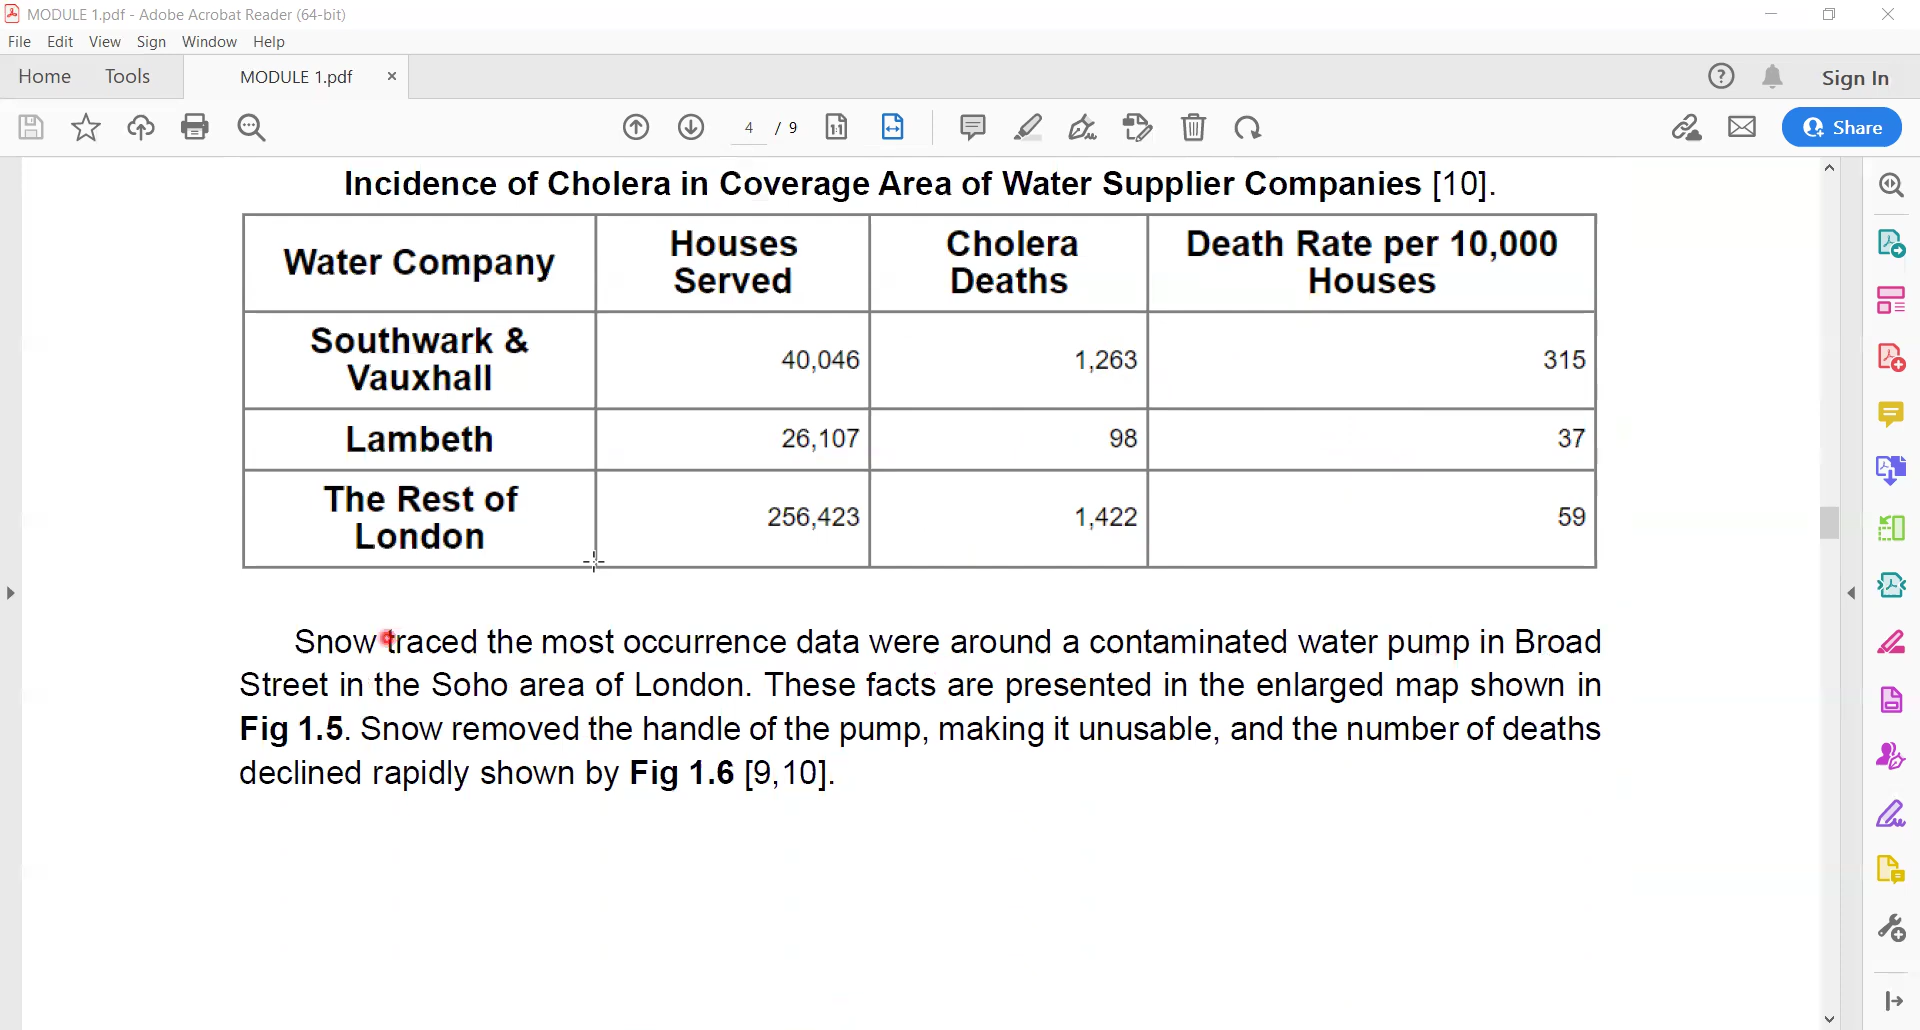 MODULE 1.pdf - Adobe Acrobat Reader (64-bit)
File Edit View Sign Window Help
Home Tools MODULE 1.pdf × Sign In
4 / 9 Share
Incidence of Cholera in Coverage Area of Water Supplier Companies [10].
Water Company Houses Served Cholera Deaths Death Rate per 10,000 Houses
Southwark & Vauxhall 40,046 1,263 315
Lambeth 26,107 98 37
The Rest of London 256,423 1,422 59
Snow traced the most occurrence data were around a contaminated water pump in Broad
Street in the Soho area of London. These facts are presented in the enlarged map shown in
Fig 1.5. Snow removed the handle of the pump, making it unusable, and the number of deaths
declined rapidly shown by Fig 1.6 [9,10].